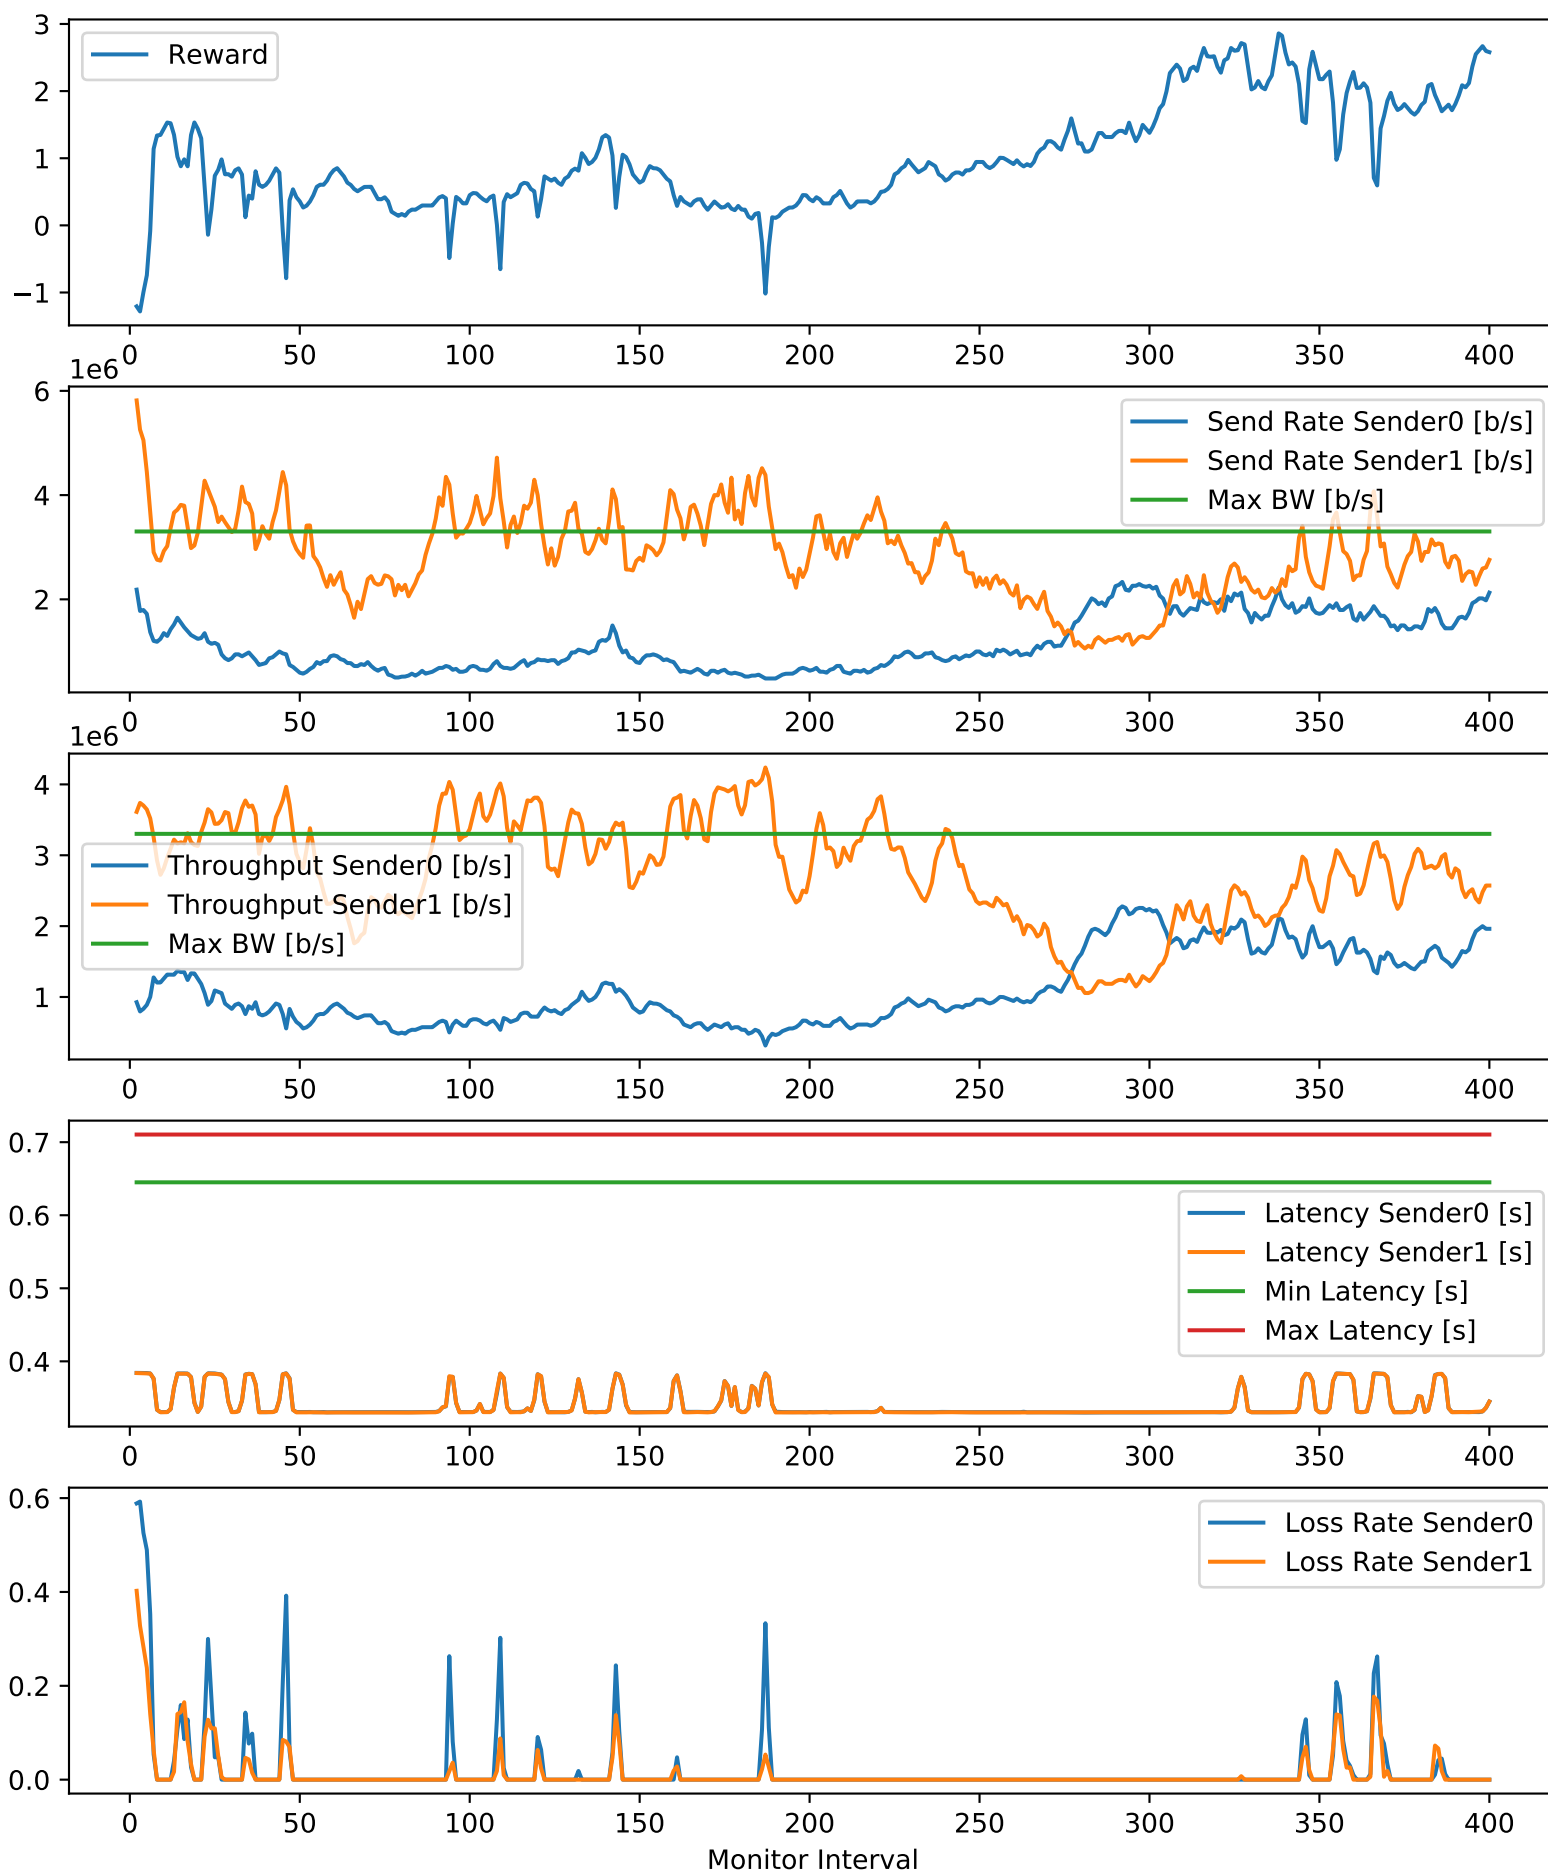 3
2
1
0
−1
Reward
0 50 100 150 200 250 300 350 400
1e6
6
4
2
Send Rate Sender0 [b/s]
Send Rate Sender1 [b/s]
Max BW [b/s]
0 50 100 150 200 250 300 350 400
1e6
4
3
2
1
Throughput Sender0 [b/s]
Throughput Sender1 [b/s]
Max BW [b/s]
0 50 100 150 200 250 300 350 400
0.7
0.6
0.5
0.4
Latency Sender0 [s]
Latency Sender1 [s]
Min Latency [s]
Max Latency [s]
0 50 100 150 200 250 300 350 400
0.6
0.4
0.2
0.0
Loss Rate Sender0
Loss Rate Sender1
0 50 100 150 200 250 300 350 400
Monitor Interval